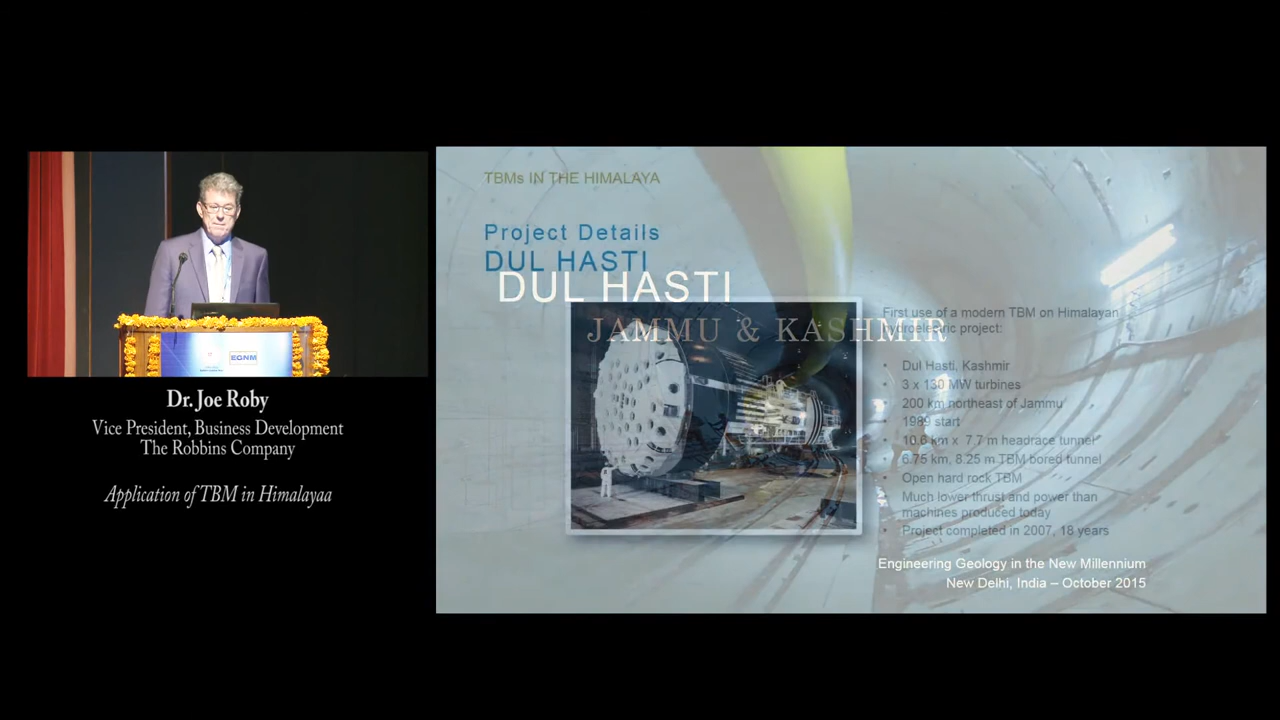 EGNM
Dr. Joe Roby
Vice President, Business Development
The Robbins Company
Application of TBM in Himalayaa
TBMs IN THE HIMALAYA
Project Details
DUL HASTI
DUL HASTI
JAMMU & KASHMIR
First use of a modern TBM on Himalayan
hydroelectric project:
• Dul Hasti, Kashmir
• 3 x 130 MW turbines
• 200 km northeast of Jammu
• 1989 start
• 10.6 km x 7.7 m headrace tunnel
• 6.75 km, 8.25 m TBM bored tunnel
• Open hard rock TBM
• Much lower thrust and power than
machines produced today
• Project completed in 2007, 18 years
Engineering Geology in the New Millennium
New Delhi, India – October 2015